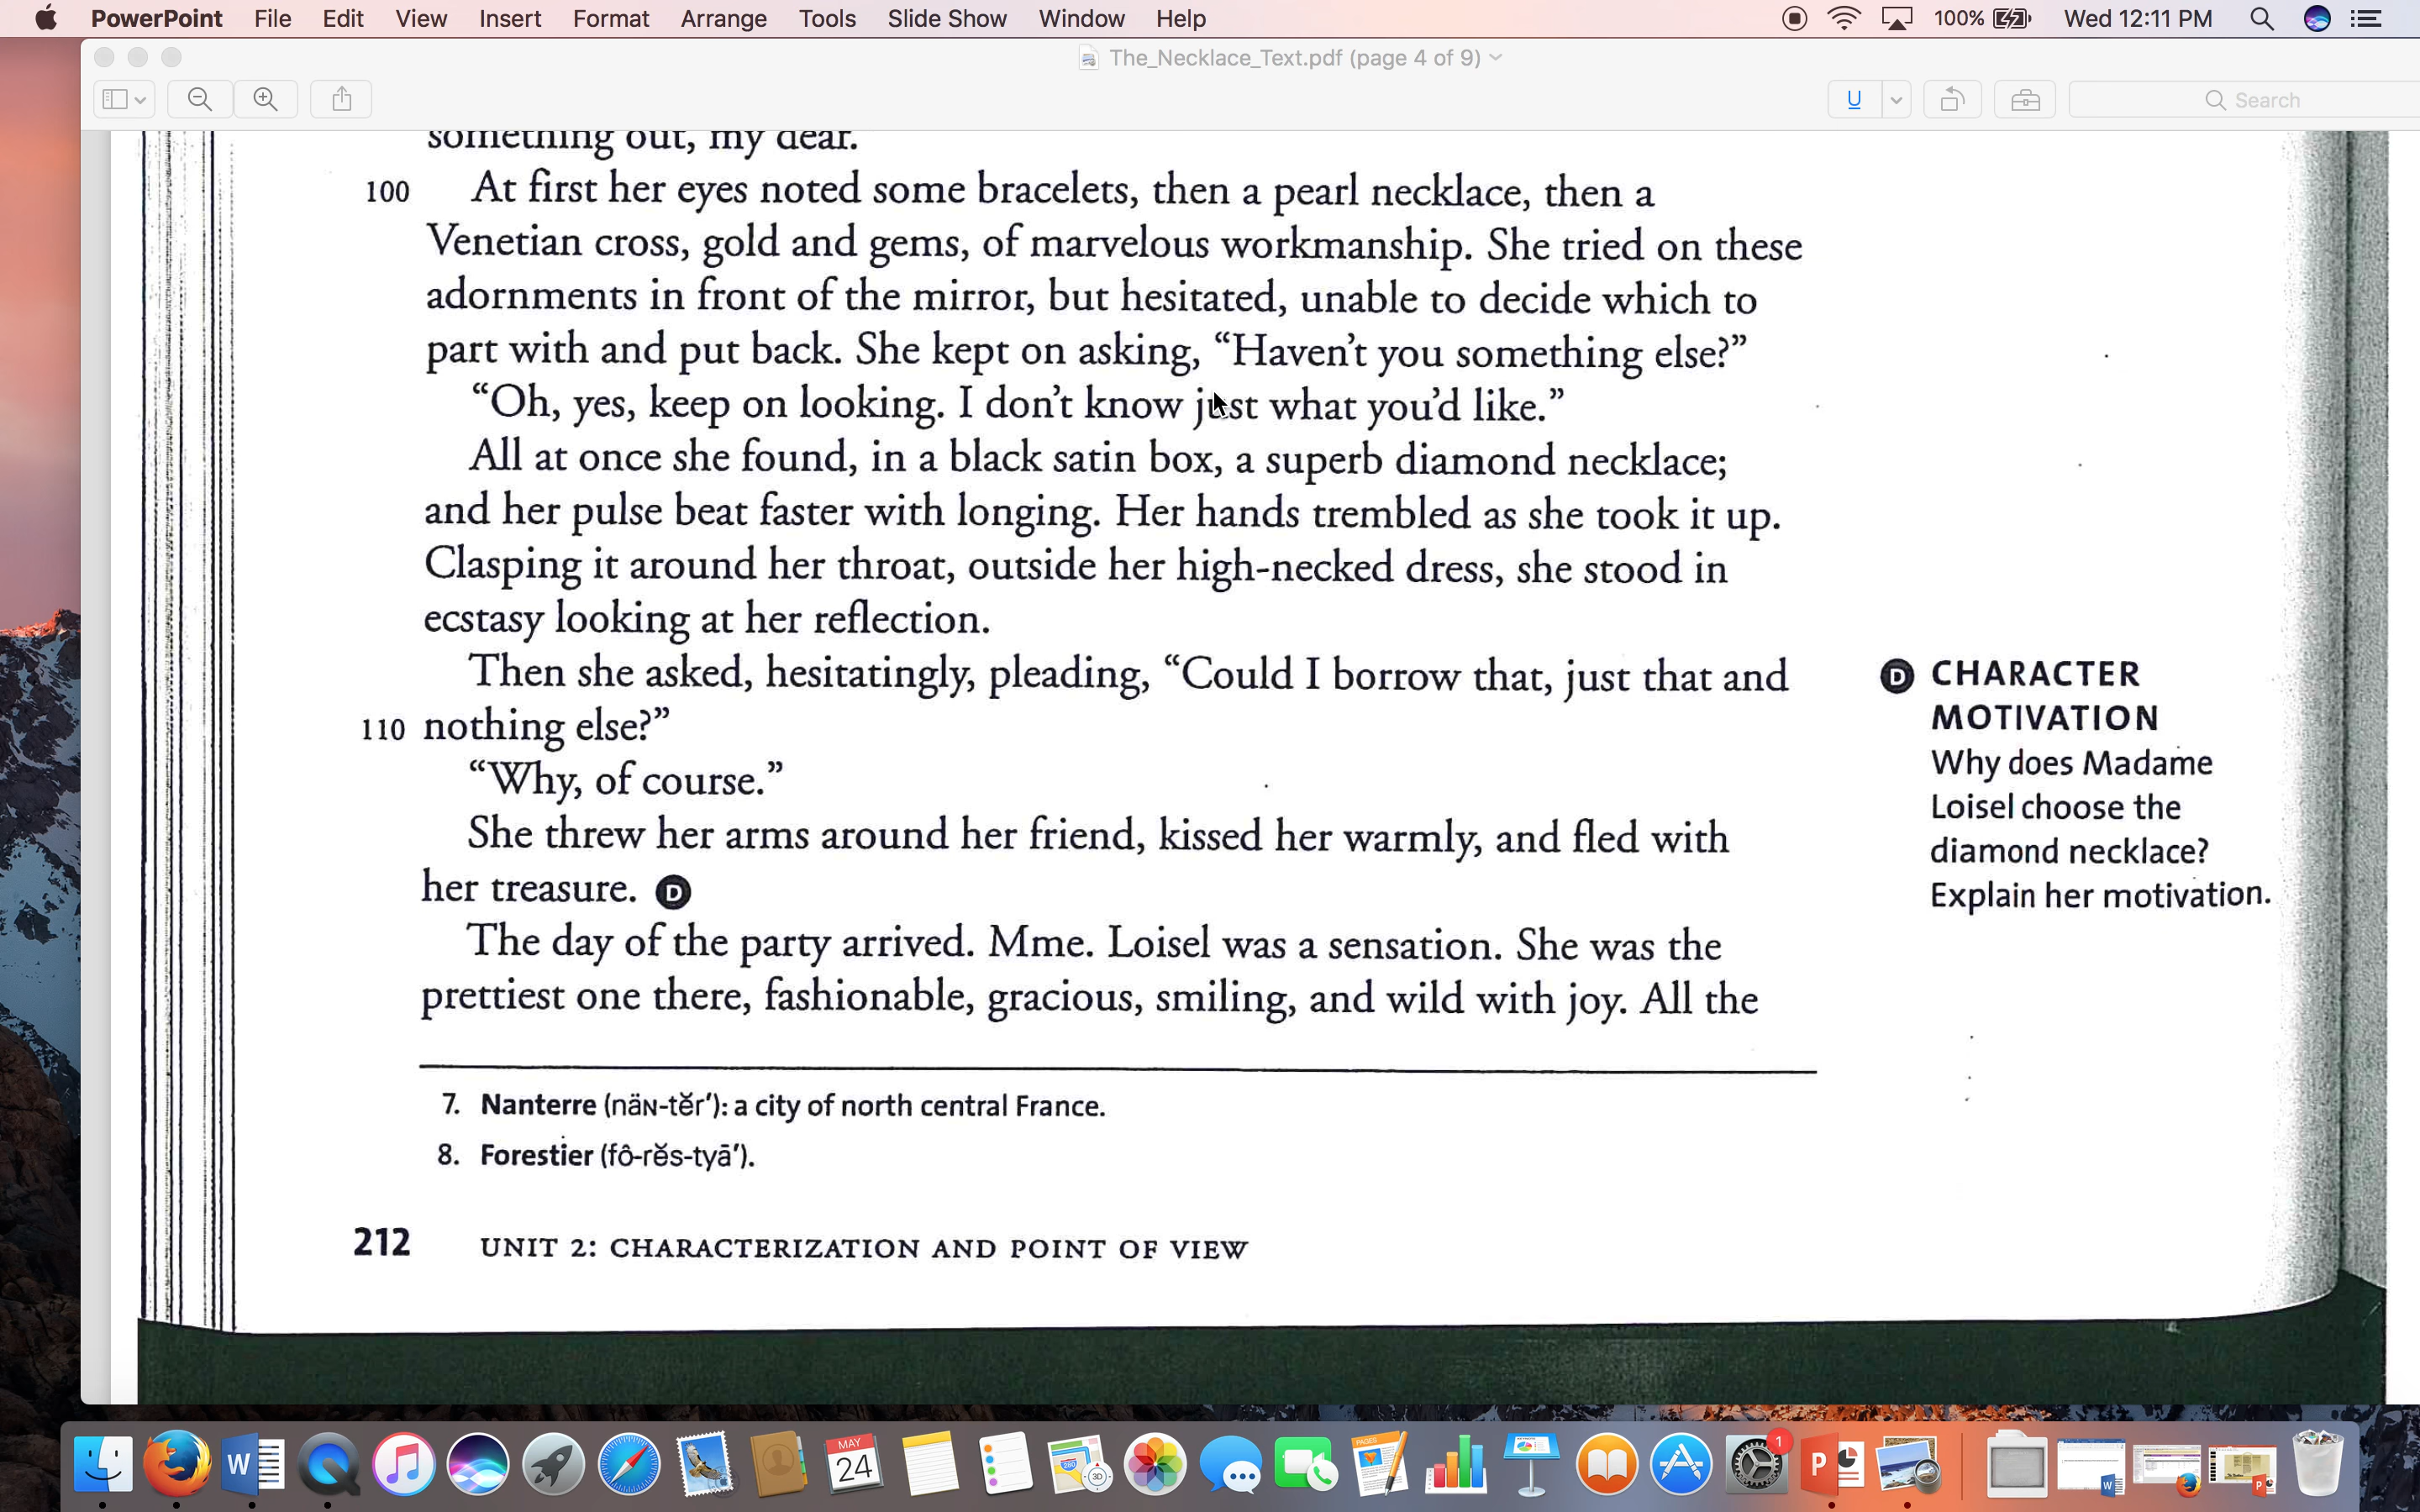 PowerPoint File Edit View Insert Format Arrange Tools Slide Show Window Help 100% Wed 12:11 PM
The_Necklace_Text.pdf (page 4 of 9)
U Search
something out, my dear.
100 At first her eyes noted some bracelets, then a pearl necklace, then a
Venetian cross, gold and gems, of marvelous workmanship. She tried on these
adornments in front of the mirror, but hesitated, unable to decide which to
part with and put back. She kept on asking, “Haven’t you something else?”
“Oh, yes, keep on looking. I don’t know just what you’d like.”
All at once she found, in a black satin box, a superb diamond necklace;
and her pulse beat faster with longing. Her hands trembled as she took it up.
Clasping it around her throat, outside her high-necked dress, she stood in
ecstasy looking at her reflection.
Then she asked, hesitatingly, pleading, “Could I borrow that, just that and
110 nothing else?”
“Why, of course.”
She threw her arms around her friend, kissed her warmly, and fled with
her treasure. D
The day of the party arrived. Mme. Loisel was a sensation. She was the
prettiest one there, fashionable, gracious, smiling, and wild with joy. All the
D CHARACTER
MOTIVATION
Why does Madame
Loisel choose the
diamond necklace?
Explain her motivation.
7. Nanterre (näɴ-tĕr′): a city of north central France.
8. Forestier (fô-rĕs-tyā′).
212 UNIT 2: CHARACTERIZATION AND POINT OF VIEW
W
MAY
24
280
3D
PAGES
1
P
W
P